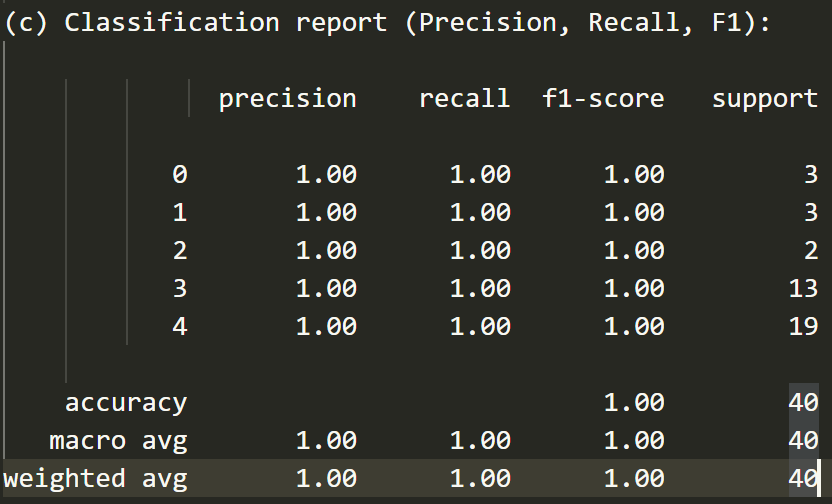 (c) Classification report (Precision, Recall, F1):
precision recall f1-score support
0 1.00 1.00 1.00 3
1 1.00 1.00 1.00 3
2 1.00 1.00 1.00 2
3 1.00 1.00 1.00 13
4 1.00 1.00 1.00 19
accuracy 1.00 40
macro avg 1.00 1.00 1.00 40
weighted avg 1.00 1.00 1.00 40